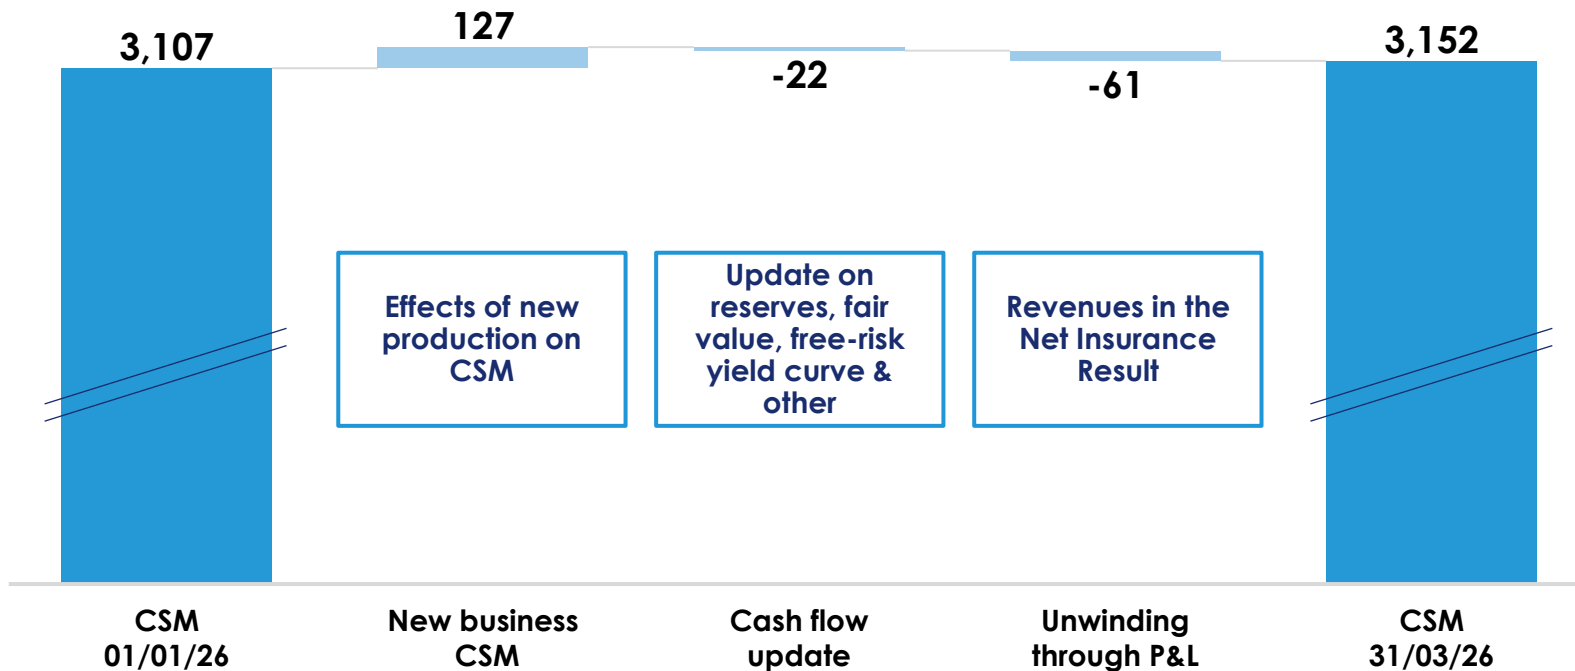 3,107
127
-22
-61
3,152
Effects of new
production on
CSM
Update on
reserves, fair
value, free-risk
yield curve &
other
Revenues in the
Net Insurance
Result
CSM
01/01/26
New business
CSM
Cash flow
update
Unwinding
through P&L
CSM
31/03/26